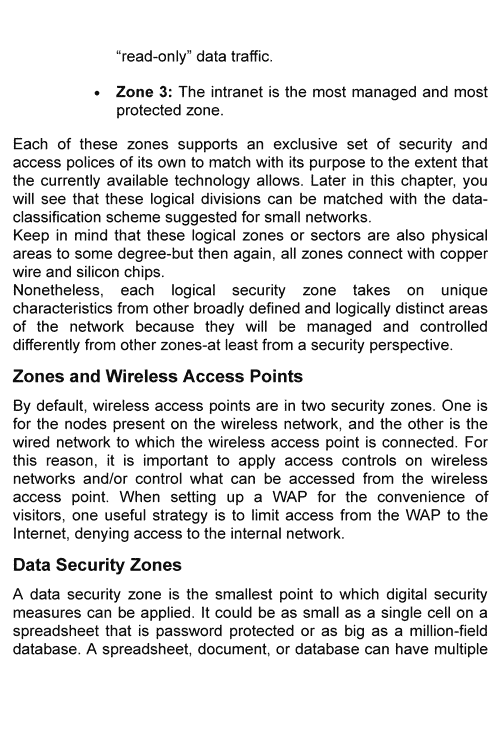 “read-only” data traffic.
• Zone 3: The intranet is the most managed and most
protected zone.
Each of these zones supports an exclusive set of security and
access polices of its own to match with its purpose to the extent that
the currently available technology allows. Later in this chapter, you
will see that these logical divisions can be matched with the data-
classification scheme suggested for small networks.
Keep in mind that these logical zones or sectors are also physical
areas to some degree-but then again, all zones connect with copper
wire and silicon chips.
Nonetheless, each logical security zone takes on unique
characteristics from other broadly defined and logically distinct areas
of the network because they will be managed and controlled
differently from other zones-at least from a security perspective.
Zones and Wireless Access Points
By default, wireless access points are in two security zones. One is
for the nodes present on the wireless network, and the other is the
wired network to which the wireless access point is connected. For
this reason, it is important to apply access controls on wireless
networks and/or control what can be accessed from the wireless
access point. When setting up a WAP for the convenience of
visitors, one useful strategy is to limit access from the WAP to the
Internet, denying access to the internal network.
Data Security Zones
A data security zone is the smallest point to which digital security
measures can be applied. It could be as small as a single cell on a
spreadsheet that is password protected or as big as a million-field
database. A spreadsheet, document, or database can have multiple